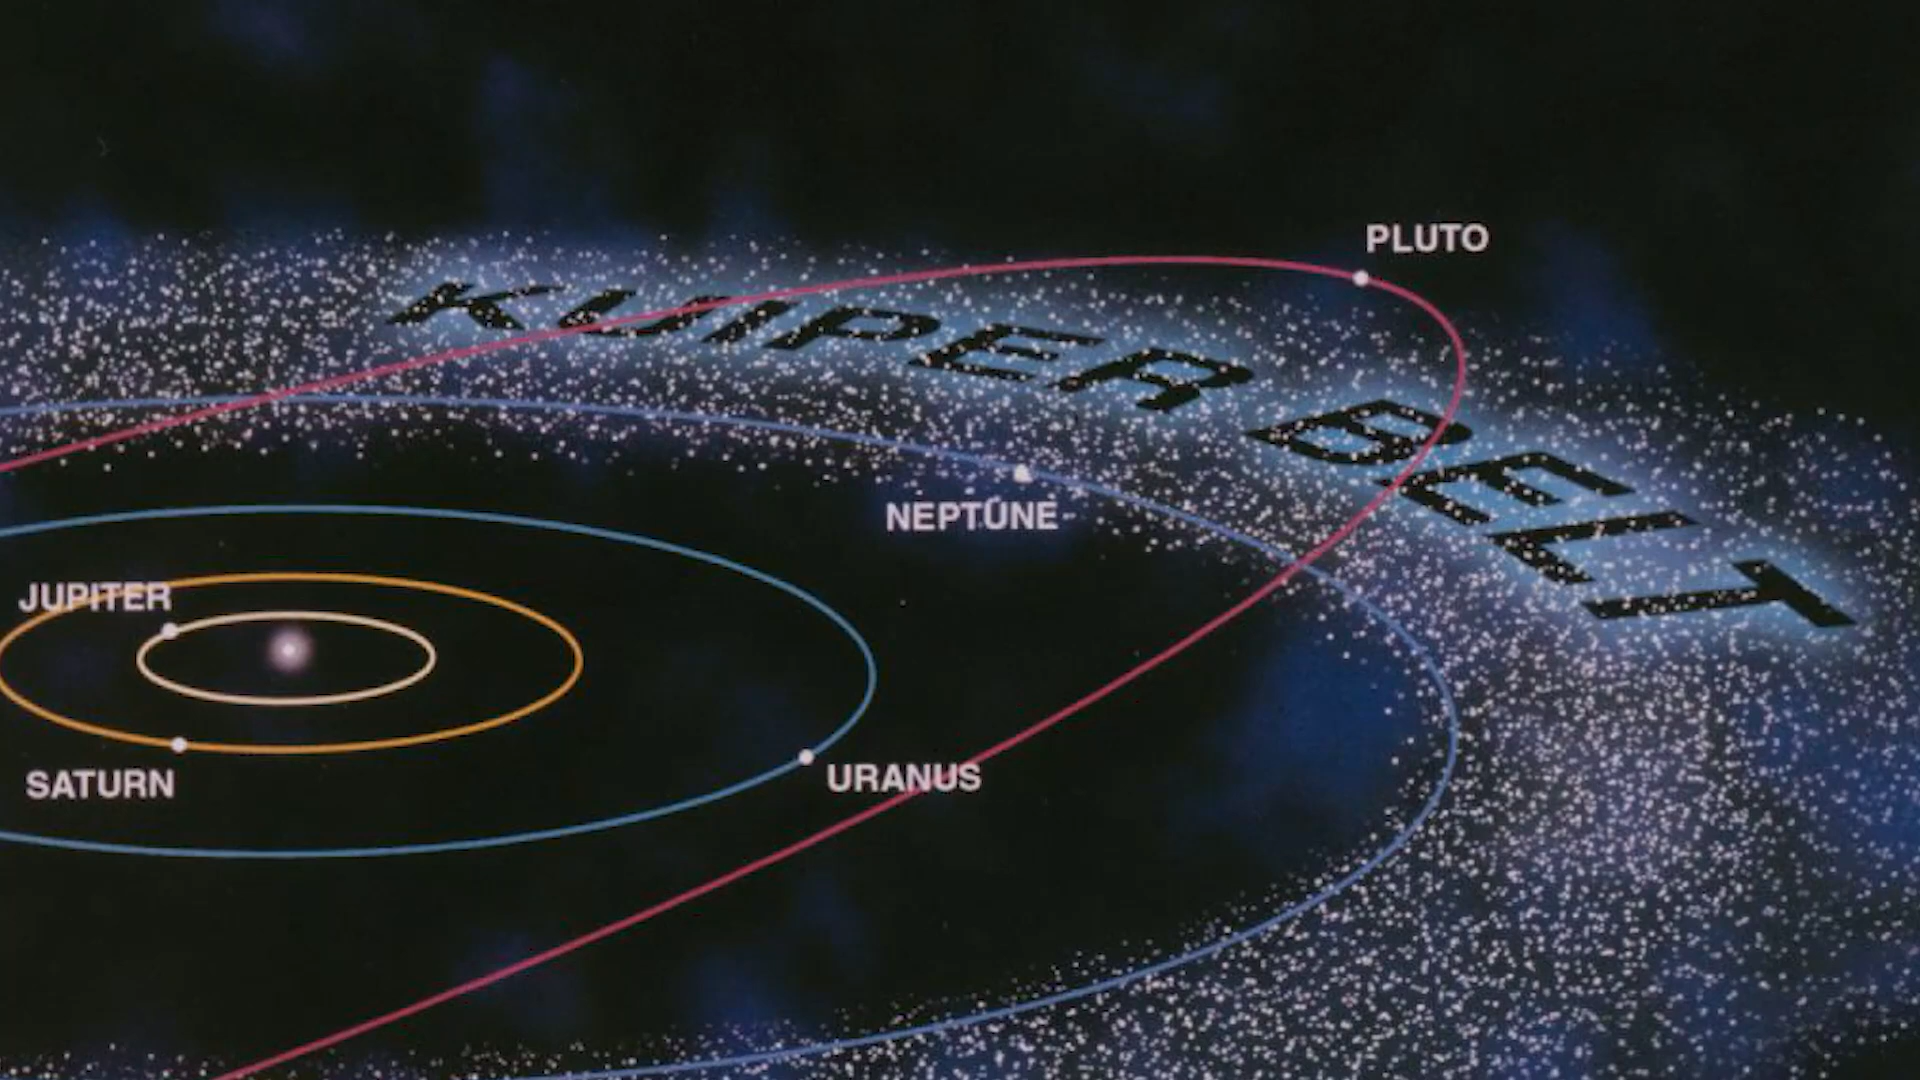 PLUTO
KUIPER BELT
NEPTUNE
JUPITER
SATURN
URANUS